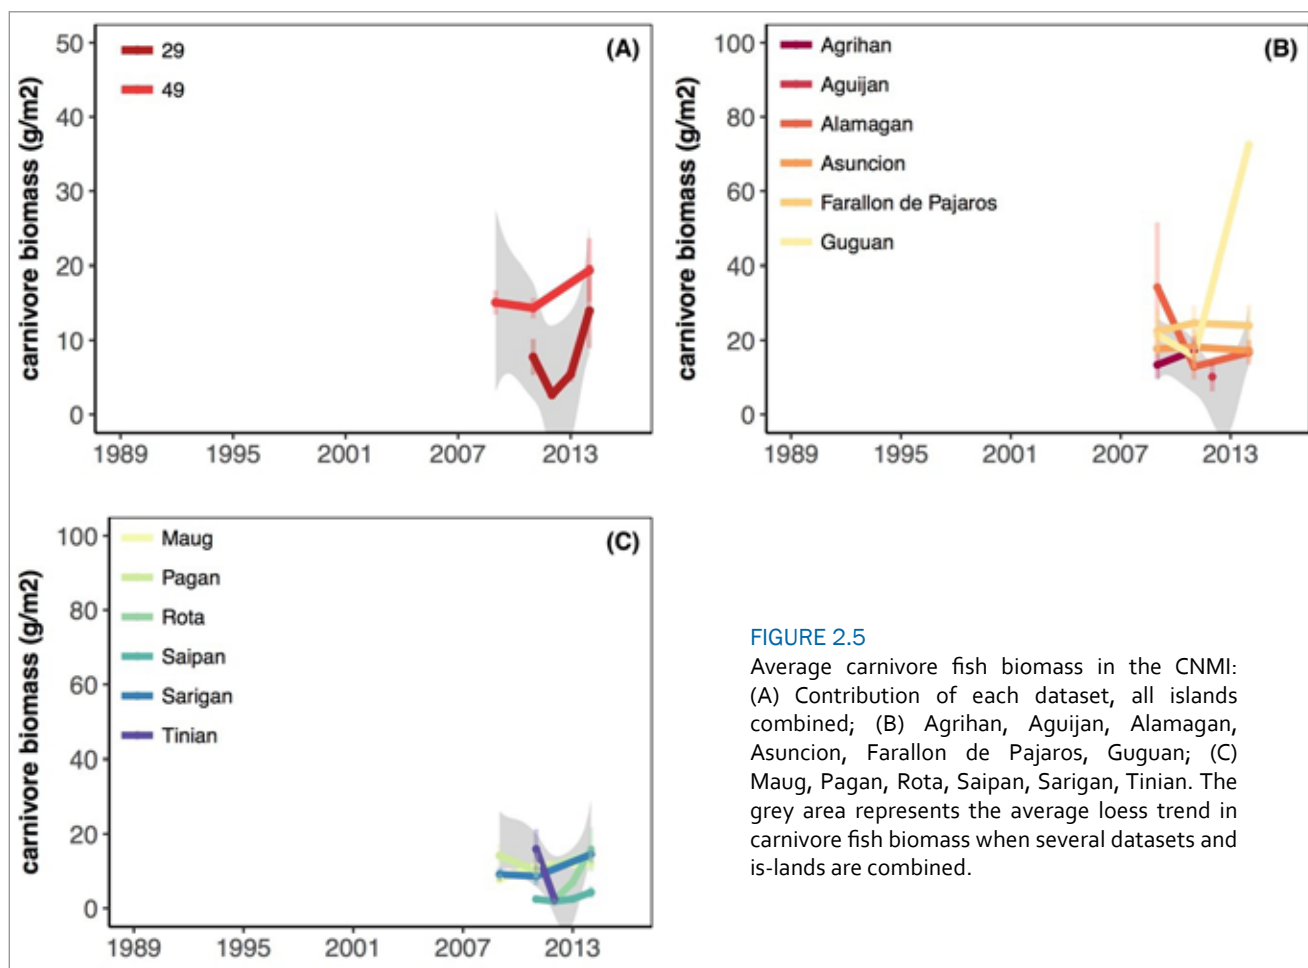 carnivore biomass (g/m2)
50
40
30
20
10
0
1989 1995 2001 2007 2013
29
49
(A)
carnivore biomass (g/m2)
100
80
60
40
20
0
1989 1995 2001 2007 2013
Agrihan
Aguijan
Alamagan
Asuncion
Farallon de Pajaros
Guguan
(B)
carnivore biomass (g/m2)
100
80
60
40
20
0
1989 1995 2001 2007 2013
Maug
Pagan
Rota
Saipan
Sarigan
Tinian
(C)
FIGURE 2.5
Average carnivore fish biomass in the CNMI:
(A) Contribution of each dataset, all islands
combined; (B) Agrihan, Aguijan, Alamagan,
Asuncion, Farallon de Pajaros, Guguan; (C)
Maug, Pagan, Rota, Saipan, Sarigan, Tinian. The
grey area represents the average loess trend in
carnivore fish biomass when several datasets and
is-lands are combined.